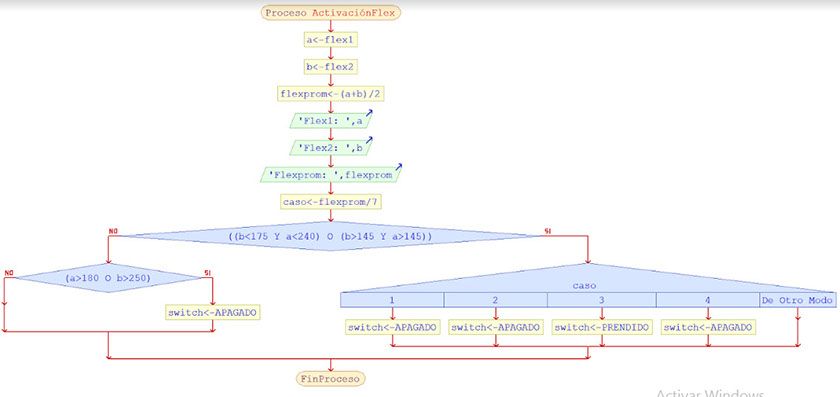 Proceso ActivaciónFlex
a<-flex1
b<-flex2
flexprom<-(a+b)/2
'Flex1: ',a
'Flex2: ',b
'Flexprom: ',flexprom
caso<-flexprom/7
NO
((b<175 Y a<240) O (b>145 Y a>145))
SI
NO
(a>180 O b>250)
SI
caso
1
2
3
4
De Otro Modo
switch<-APAGADO
switch<-APAGADO
switch<-APAGADO
switch<-PRENDIDO
switch<-APAGADO
FinProceso
Activar Windows